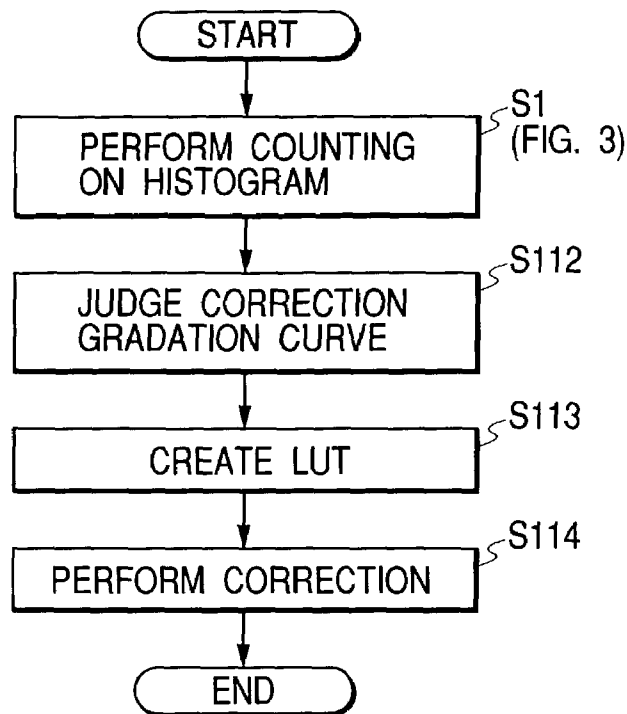 START
S1
(FIG. 3)
PERFORM COUNTING
ON HISTOGRAM
S112
JUDGE CORRECTION
GRADATION CURVE
S113
CREATE LUT
S114
PERFORM CORRECTION
END